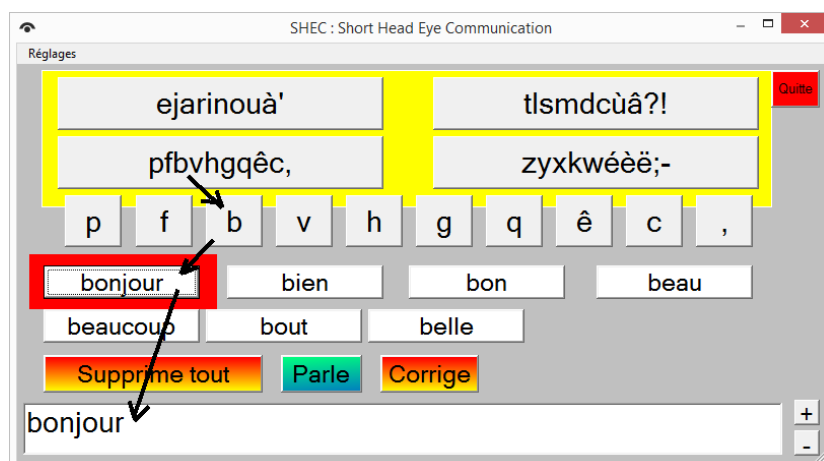 SHEC : Short Head Eye Communication
Réglages
ejarinouà' tlsmdcùâ?! Quitte
pfbvhgqêc, zyxkwéèë;-
p f b v h g q ê c ,
bonjour bien bon beau
beaucoup bout belle
Supprime tout Parle Corrige
bonjour +
-